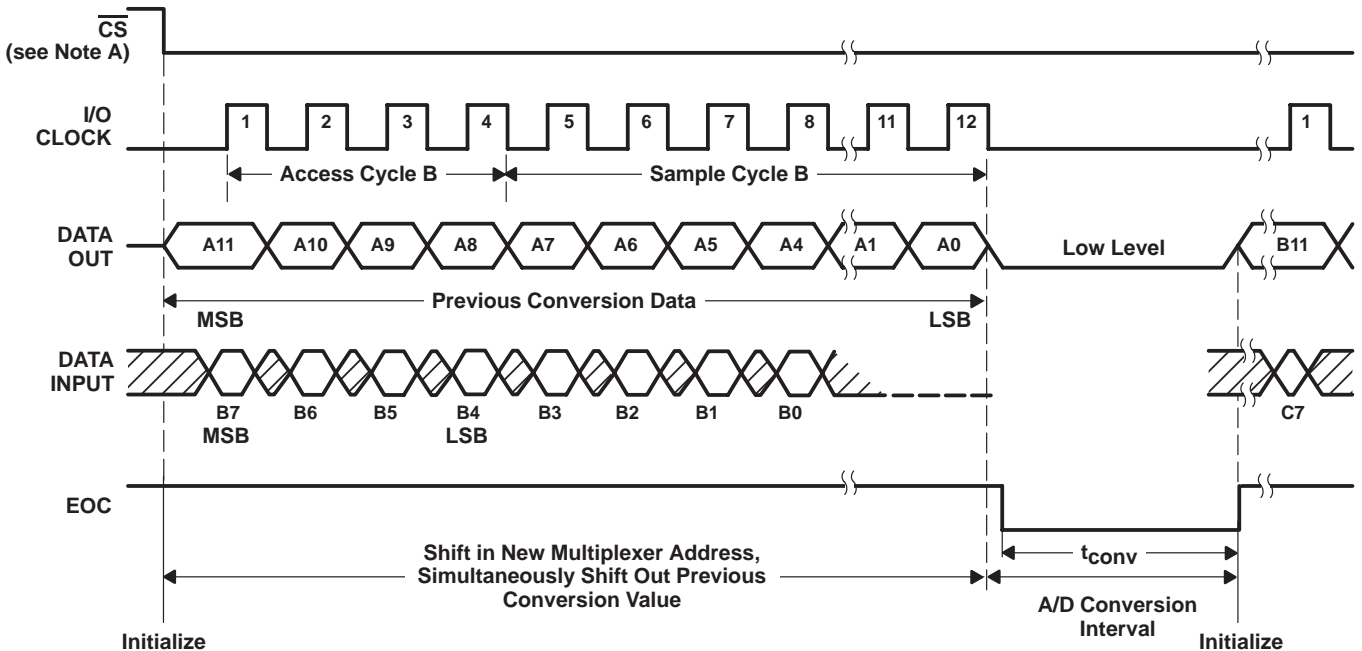 CS
(see Note A)
I/O
CLOCK
1 2 3 4 5 6 7 8 11 12 1
Access Cycle B
Sample Cycle B
DATA
OUT
A11 A10 A9 A8 A7 A6 A5 A4 A1 A0 Low Level B11
Previous Conversion Data
MSB LSB
DATA
INPUT
B7 B6 B5 B4 B3 B2 B1 B0 C7
MSB LSB
EOC
Shift in New Multiplexer Address,
Simultaneously Shift Out Previous
Conversion Value
tconv
A/D Conversion
Interval
Initialize Initialize